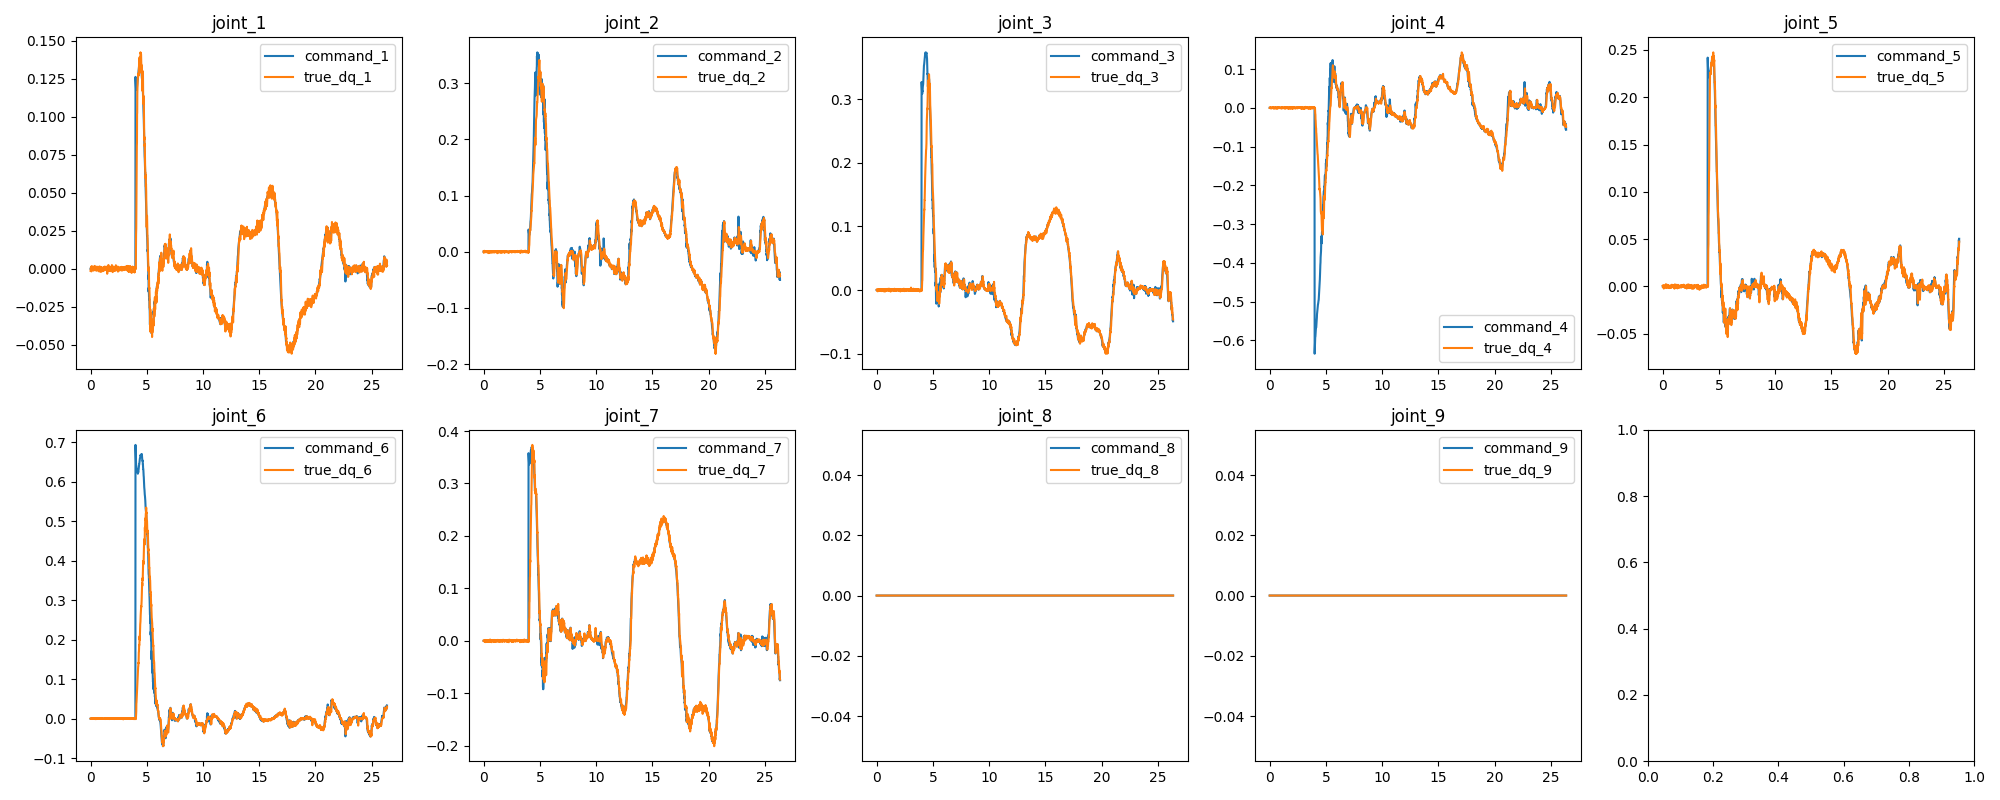 joint_1
joint_2
joint_3
joint_4
joint_5
command_1
true_dq_1
0.150
0.125
0.100
0.075
0.050
0.025
0.000
−0.025
−0.050
0 5 10 15 20 25
command_2
true_dq_2
0.3
0.2
0.1
0.0
−0.1
−0.2
0 5 10 15 20 25
command_3
true_dq_3
0.3
0.2
0.1
0.0
−0.1
0 5 10 15 20 25
command_4
true_dq_4
0.1
0.0
−0.1
−0.2
−0.3
−0.4
−0.5
−0.6
0 5 10 15 20 25
command_5
true_dq_5
0.25
0.20
0.15
0.10
0.05
0.00
−0.05
0 5 10 15 20 25
joint_6
joint_7
joint_8
joint_9
command_6
true_dq_6
0.7
0.6
0.5
0.4
0.3
0.2
0.1
0.0
−0.1
0 5 10 15 20 25
command_7
true_dq_7
0.4
0.3
0.2
0.1
0.0
−0.1
−0.2
0 5 10 15 20 25
command_8
true_dq_8
0.04
0.02
0.00
−0.02
−0.04
0 5 10 15 20 25
command_9
true_dq_9
0.04
0.02
0.00
−0.02
−0.04
0 5 10 15 20 25
1.0
0.8
0.6
0.4
0.2
0.0
0.0 0.2 0.4 0.6 0.8 1.0